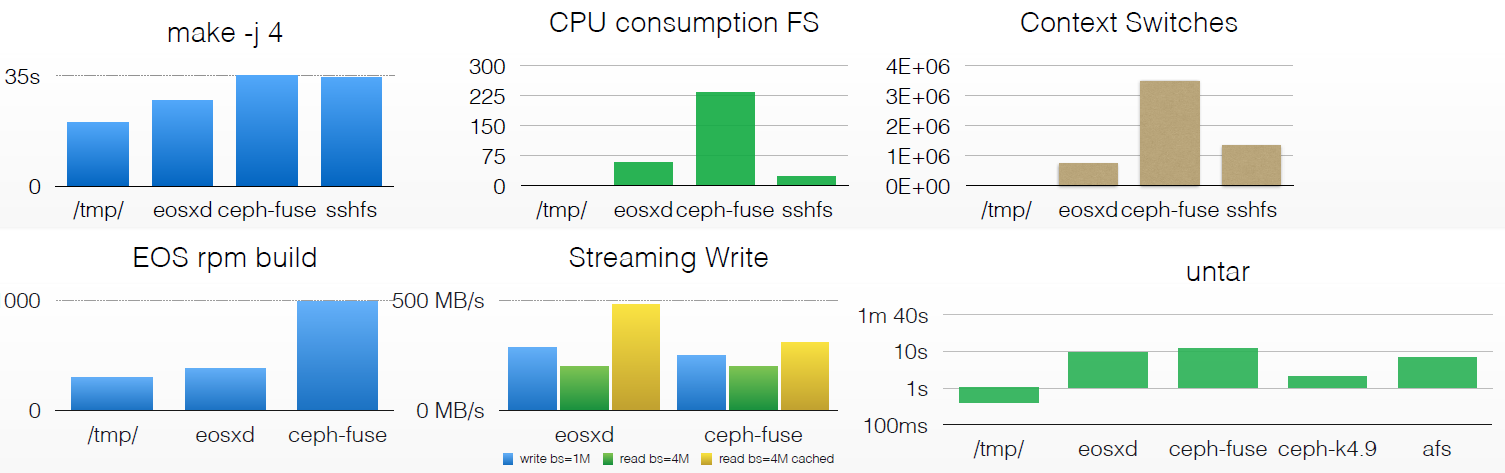 make -j 4
35s
0
/tmp/ eosxd ceph-fuse sshfs
CPU consumption FS
300
225
150
75
0
/tmp/ eosxd ceph-fuse sshfs
Context Switches
4E+06
3E+06
2E+06
1E+06
0E+00
/tmp/ eosxd ceph-fuse sshfs
EOS rpm build
000
0
/tmp/ eosxd ceph-fuse
Streaming Write
500 MB/s
0 MB/s
eosxd ceph-fuse
write bs=1M read bs=4M read bs=4M cached
untar
1m 40s
10s
1s
100ms
/tmp/ eosxd ceph-fuse ceph-k4.9 afs